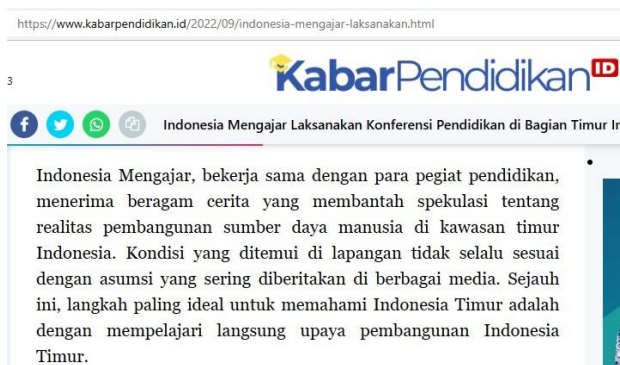 https://www.kabarpendidikan.id/2022/09/indonesia-mengajar-laksanakan.html
3
KabarPendidikan ID
Indonesia Mengajar Laksanakan Konferensi Pendidikan di Bagian Timur
Indonesia Mengajar, bekerja sama dengan para pegiat pendidikan,
menerima beragam cerita yang membantah spekulasi tentang
realitas pembangunan sumber daya manusia di kawasan timur
Indonesia. Kondisi yang ditemui di lapangan tidak selalu sesuai
dengan asumsi yang sering diberitakan di berbagai media. Sejauh
ini, langkah paling ideal untuk memahami Indonesia Timur adalah
dengan mempelajari langsung upaya pembangunan Indonesia
Timur.